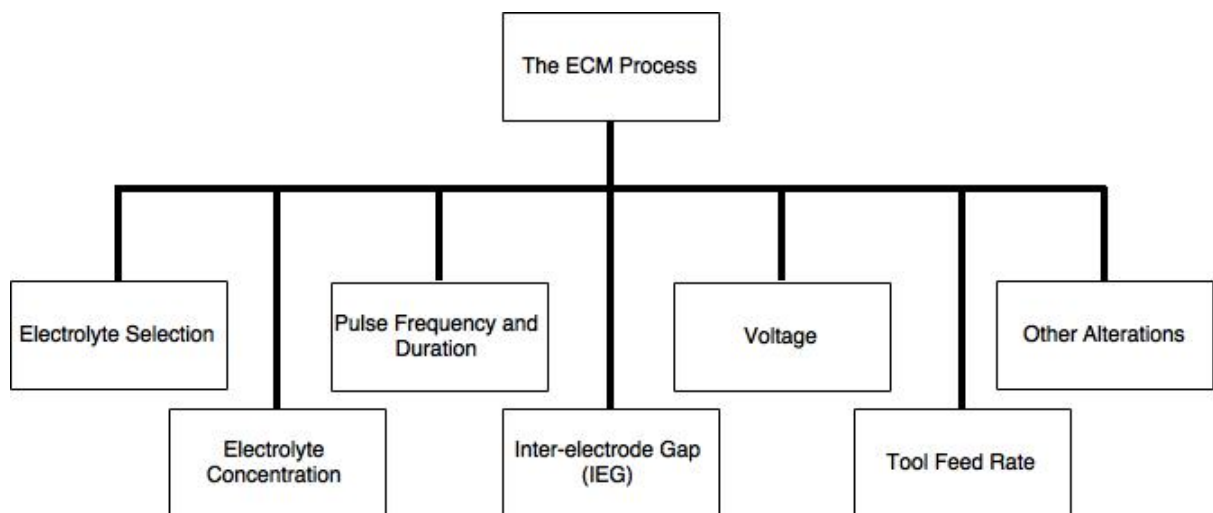 The ECM Process
Electrolyte Selection
Pulse Frequency and
Duration
Voltage
Other Alterations
Electrolyte
Concentration
Inter-electrode Gap
(IEG)
Tool Feed Rate